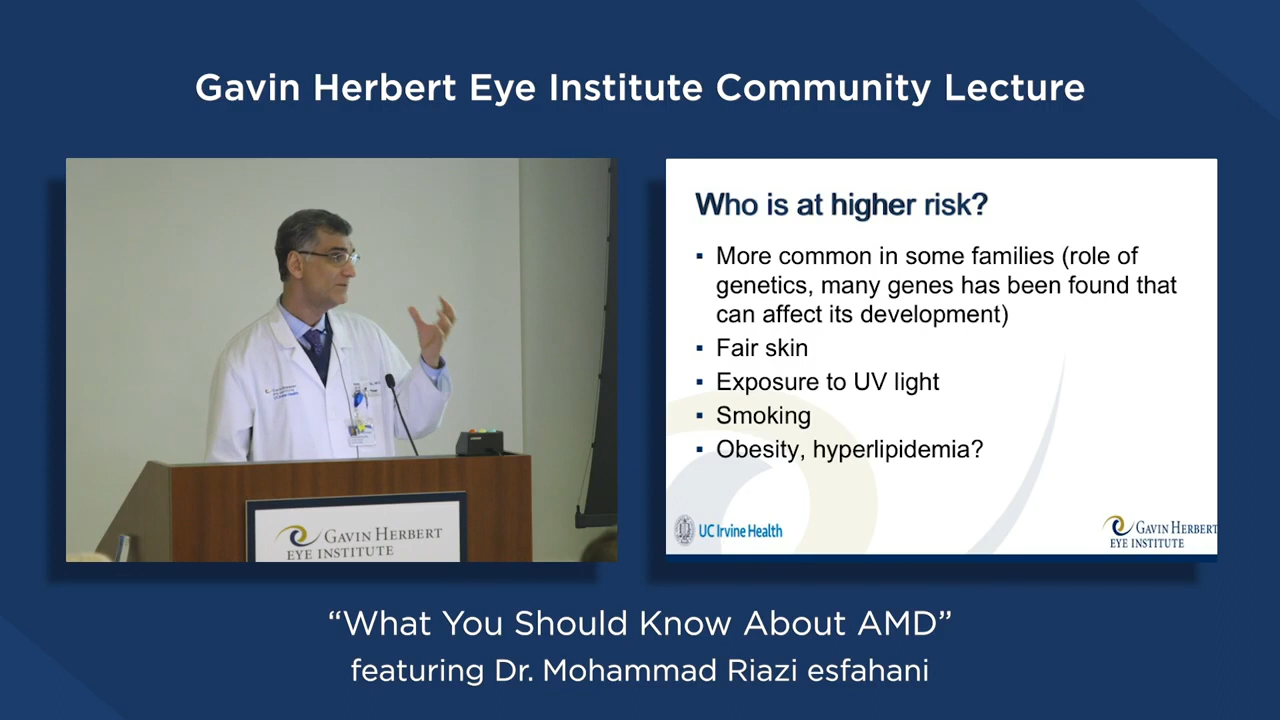 Gavin Herbert Eye Institute Community Lecture
GAVIN HERBERT
EYE INSTITUTE
Who is at higher risk?
▪ More common in some families (role of
genetics, many genes has been found that
can affect its development)
▪ Fair skin
▪ Exposure to UV light
▪ Smoking
▪ Obesity, hyperlipidemia?
UC Irvine Health
GAVIN HERBERT
EYE INSTITUTE
“What You Should Know About AMD”
featuring Dr. Mohammad Riazi esfahani